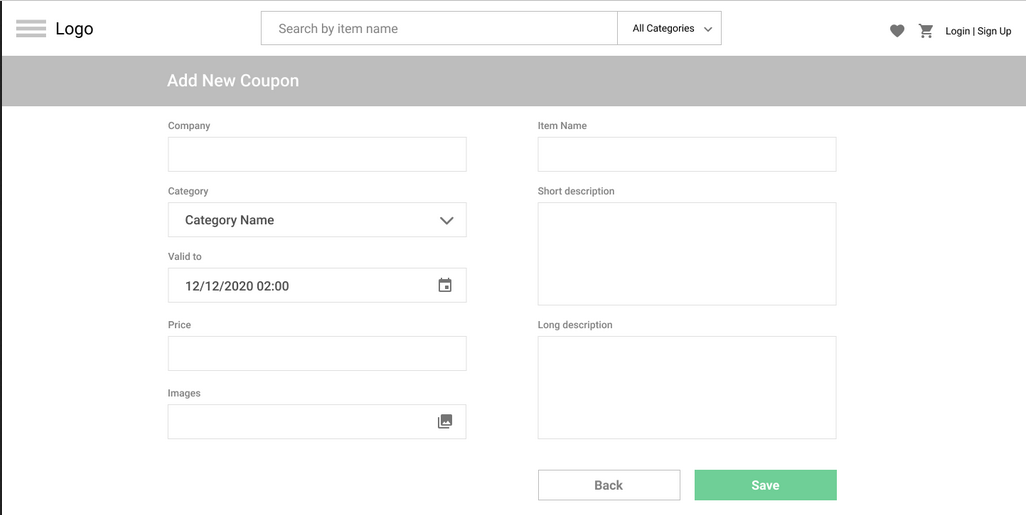 Logo
Search by item name
All Categories
Login | Sign Up
Add New Coupon
Company
Item Name
Category
Category Name
Short description
Valid to
12/12/2020 02:00
Price
Long description
Images
Back
Save